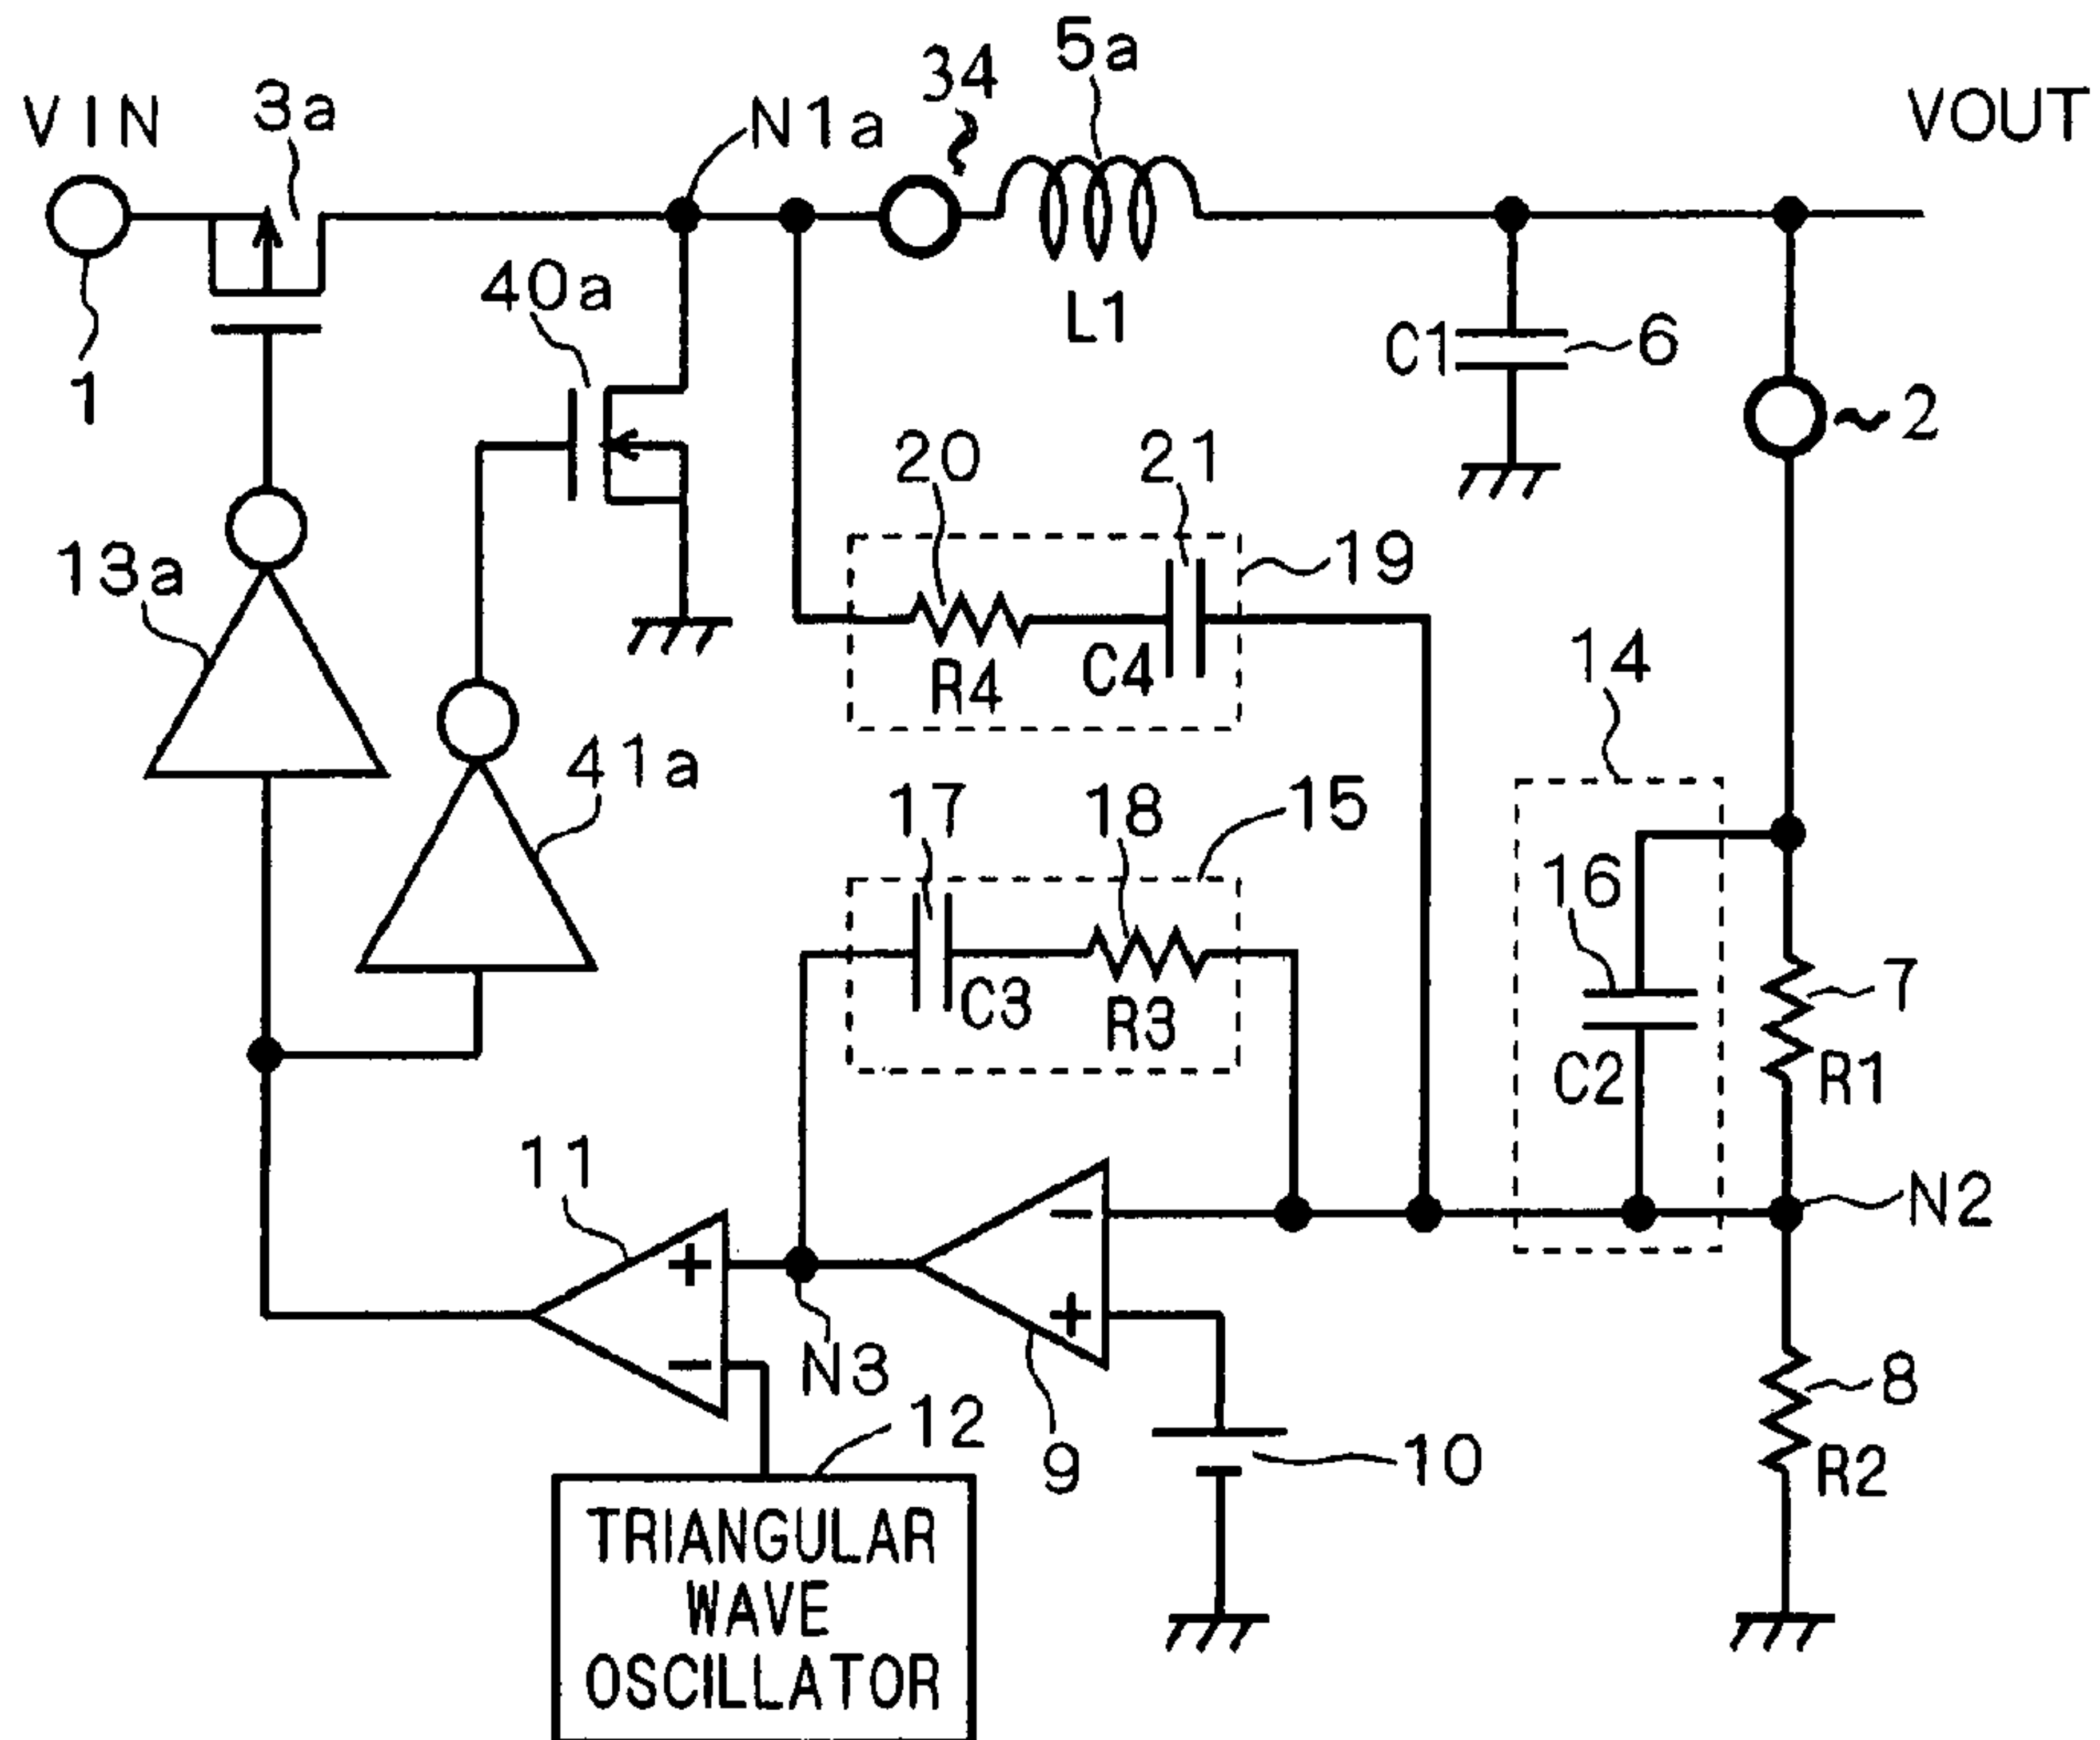 5a
34
VIN
3a
N1a
VOUT
40a
L1
C1
6
1
2
20
21
19
13a
R4
C4
14
41a
17
18
15
16
7
C3
R3
C2
R1
11
N2
−
+
+
−
N3
8
12
9
10
R2
TRIANGULAR
WAVE
OSCILLATOR